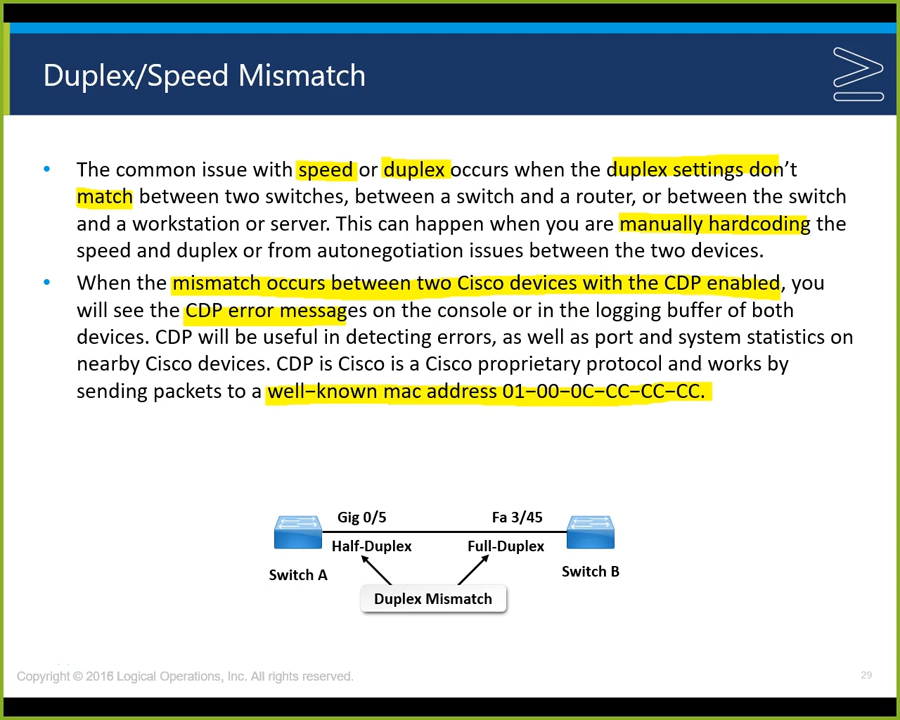 Duplex/Speed Mismatch
• The common issue with speed or duplex occurs when the duplex settings don't
match between two switches, between a switch and a router, or between the switch
and a workstation or server. This can happen when you are manually hardcoding the
speed and duplex or from autonegotiation issues between the two devices.
• When the mismatch occurs between two Cisco devices with the CDP enabled, you
will see the CDP error messages on the console or in the logging buffer of both
devices. CDP will be useful in detecting errors, as well as port and system statistics on
nearby Cisco devices. CDP is Cisco is a Cisco proprietary protocol and works by
sending packets to a well−known mac address 01−00−0C−CC−CC−CC.
Gig 0/5 Fa 3/45
Half-Duplex Full-Duplex
Switch A Switch B
Duplex Mismatch
Copyright © 2016 Logical Operations, Inc. All rights reserved. 29